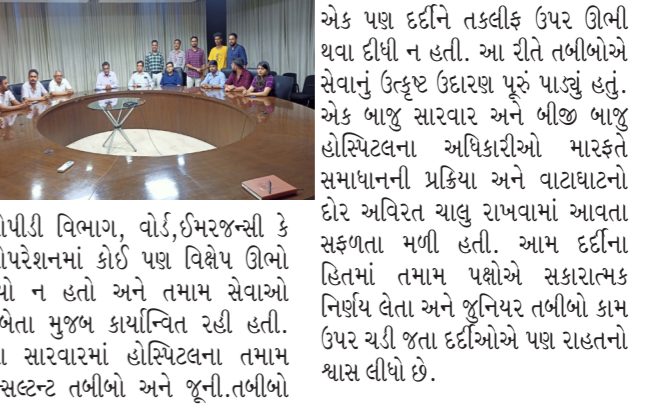 ઓપીડી વિભાગ, વોર્ડ,ઈમરજન્સી કે
ઓપરેશનમાં કોઈ પણ વિક્ષેપ ઊભો
ન હતો અને તમામ સેવાઓ
મુજબ કાર્યાન્વિત રહી હતી.
સારવારમાં હોસ્પિટલના તમામ
તબીબો અને જૂની.તબીબો
એક પણ દર્દીને તકલીફ ઉપર ઊભી
થવા દીધી ન હતી. આ રીતે તબીબોએ
સેવાનું ઉત્કૃષ્ટ ઉદારણ પૂરું પાડ્યું હતું.
એક બાજુ સારવાર અને બીજી બાજુ
હોસ્પિટલના અધિકારીઓ મારફતે
સમાધાનની પ્રક્રિયા અને વાટાઘાટનો
દોર અવિરત ચાલુ રાખવામાં આવતા
સફળતા મળી હતી. આમ દર્દીના
હિતમાં તમામ પક્ષોએ સકારાત્મક
નિર્ણય લેતા અને જુનિયર તબીબો કામ
ઉપર ચડી જતા દર્દીઓએ પણ રાહતનો
શ્વાસ લીધો છે.